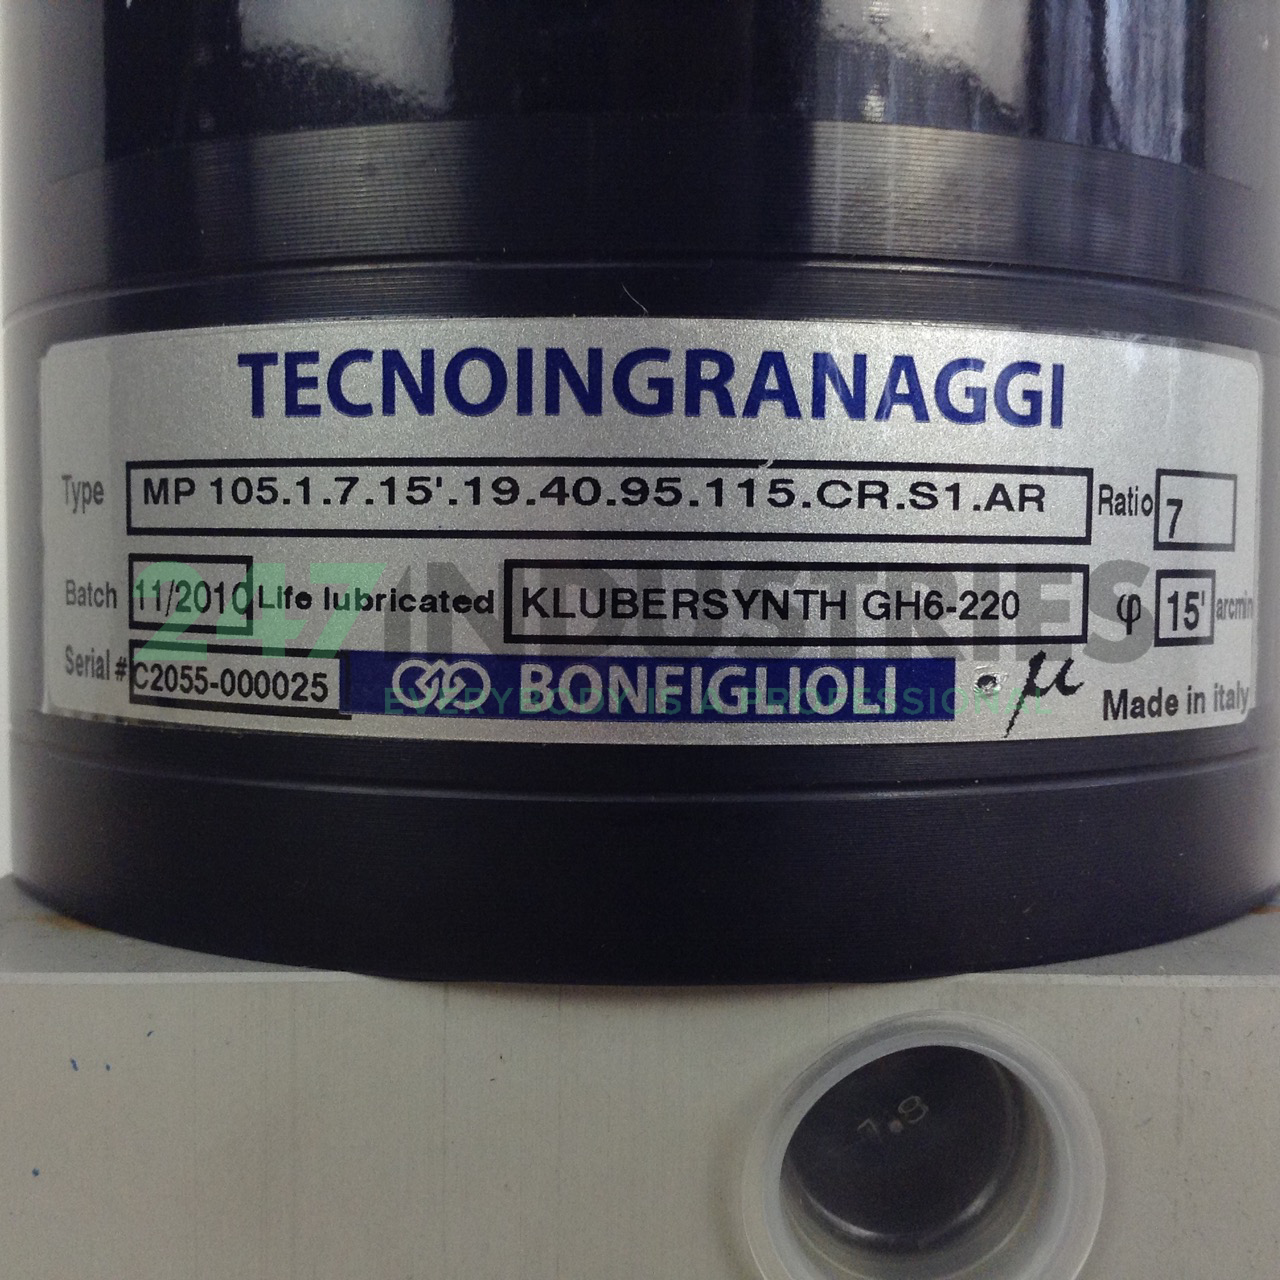 TECNOINGRANAGGI
Type MP 105.1.7.15'.19.40.95.115.CR.S1.AR Ratio 7
Batch 11/2010 Life lubricated KLUBERSYNTH GH6-220 φ 15' arcmin
Serial # C2055-000025 BONFIGLIOLI Made in italy
247 INDUSTRIES
EVERYBODY IS A PROFESSIONAL